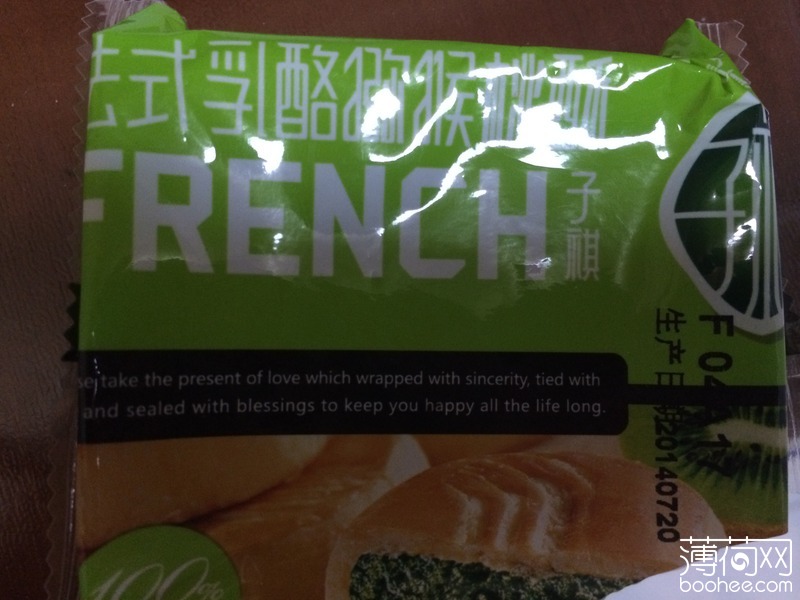 法式乳酪猕猴桃酥
FRENCH
子祺
take the present of love which wrapped with sincerity, tied with
and sealed with blessings to keep you happy all the life long.
生产日期20140720
100%
薄荷网
boohee.com